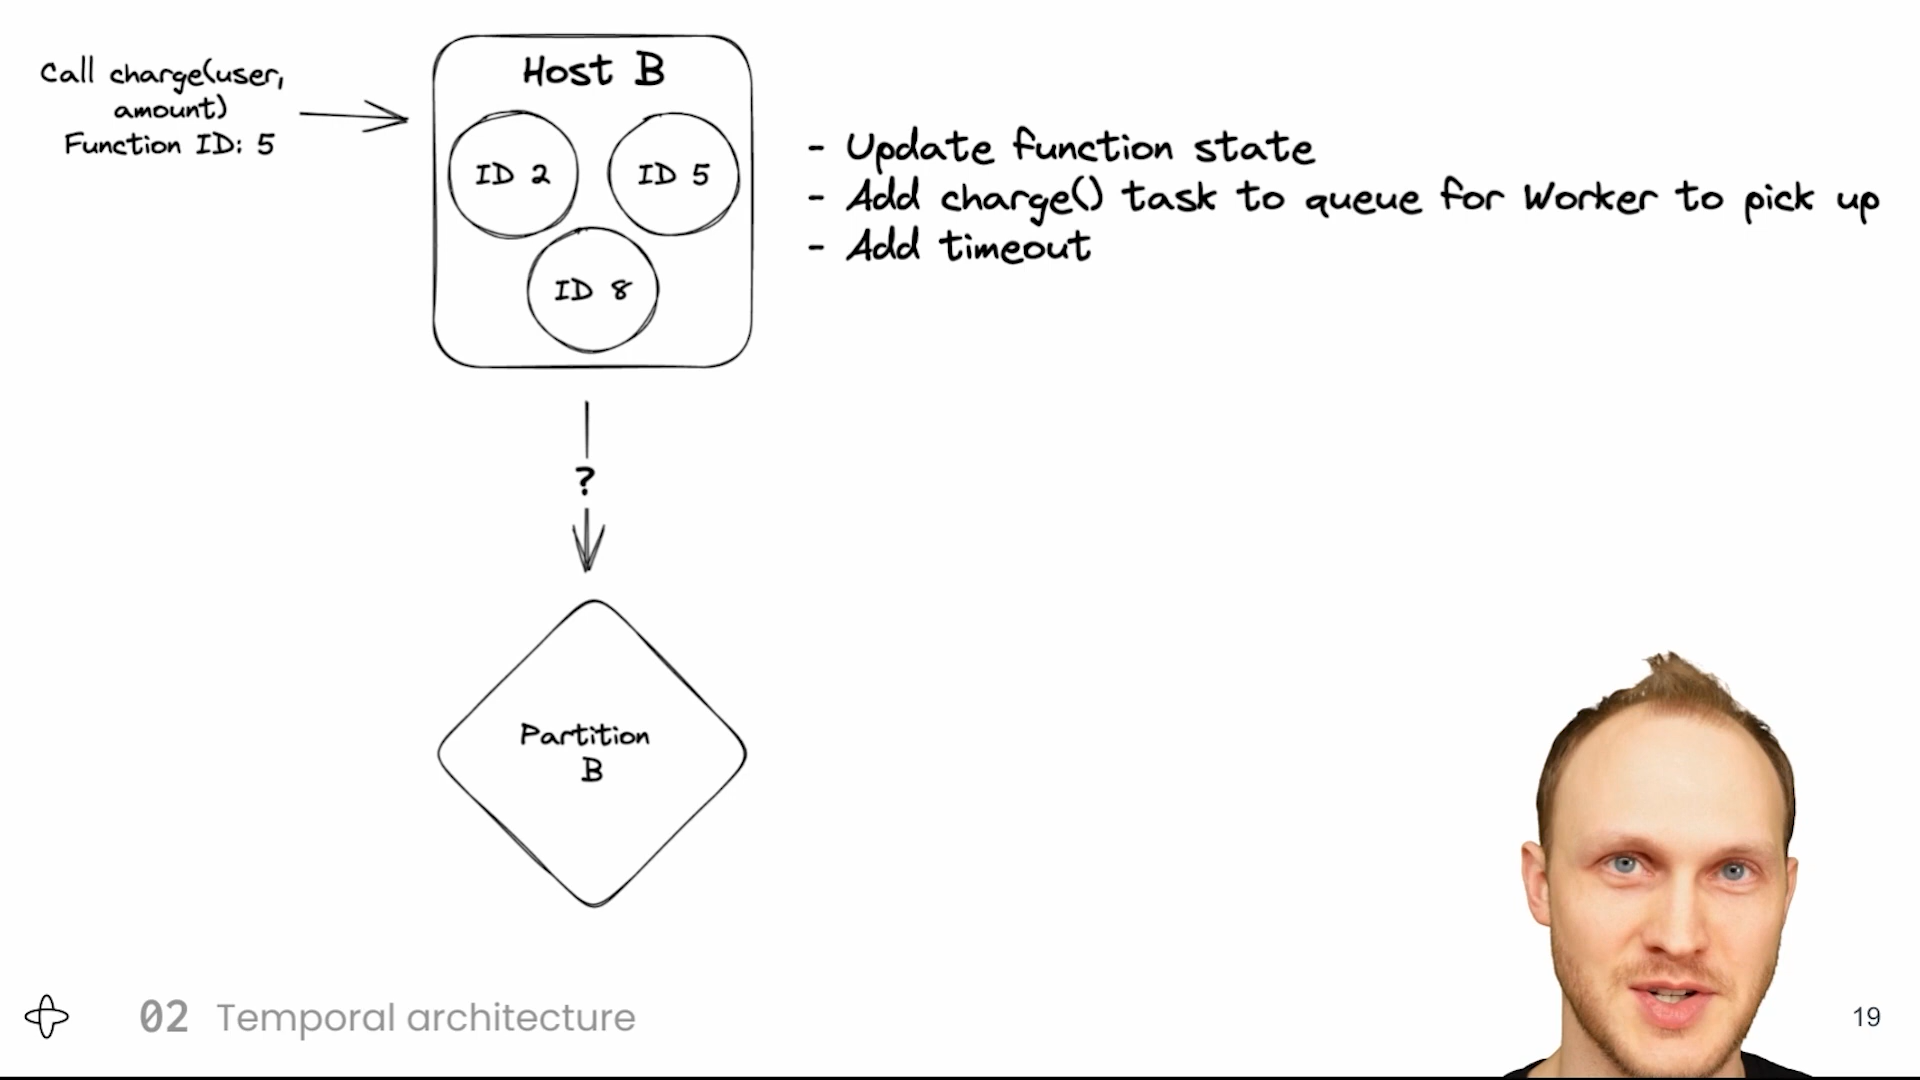 Call charge(user,
amount)
Function ID: 5
Host B
ID 2
ID 5
ID 8
- Update function state
- Add charge() task to queue for Worker to pick up
- Add timeout
?
Partition
B
02 Temporal architecture
19